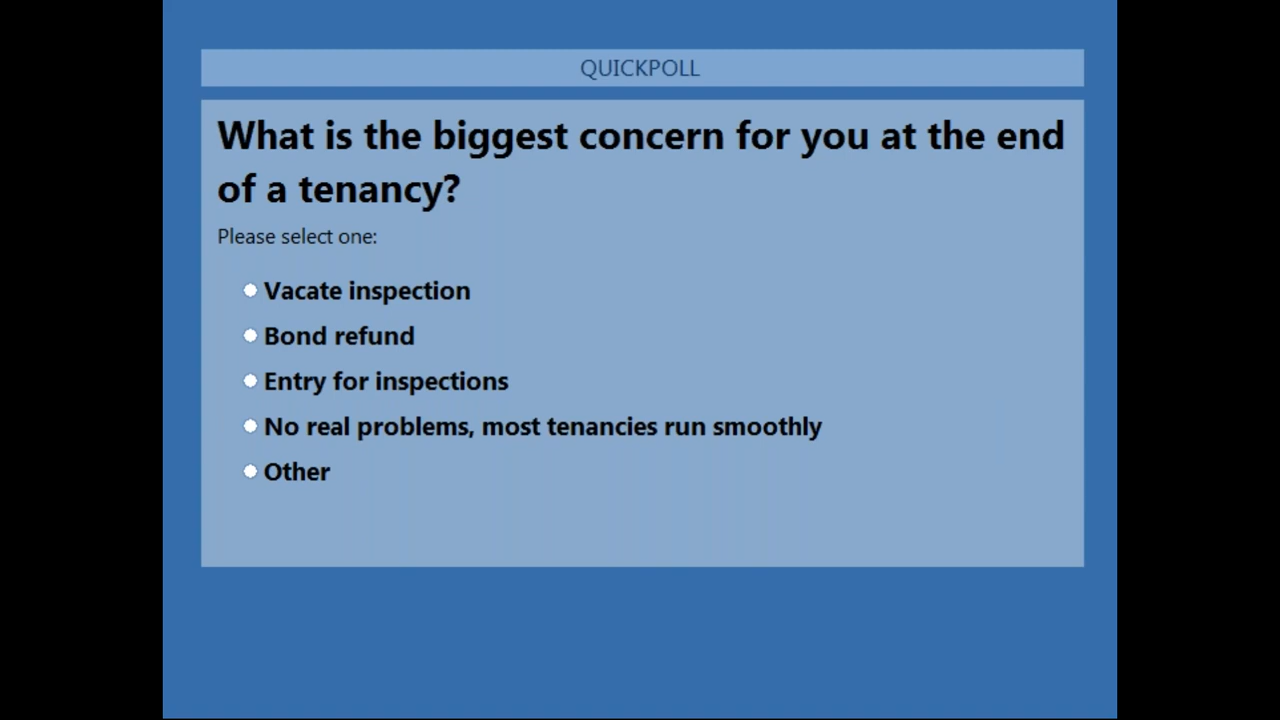 QUICKPOLL
What is the biggest concern for you at the end
of a tenancy?
Please select one:
Vacate inspection
Bond refund
Entry for inspections
No real problems, most tenancies run smoothly
Other